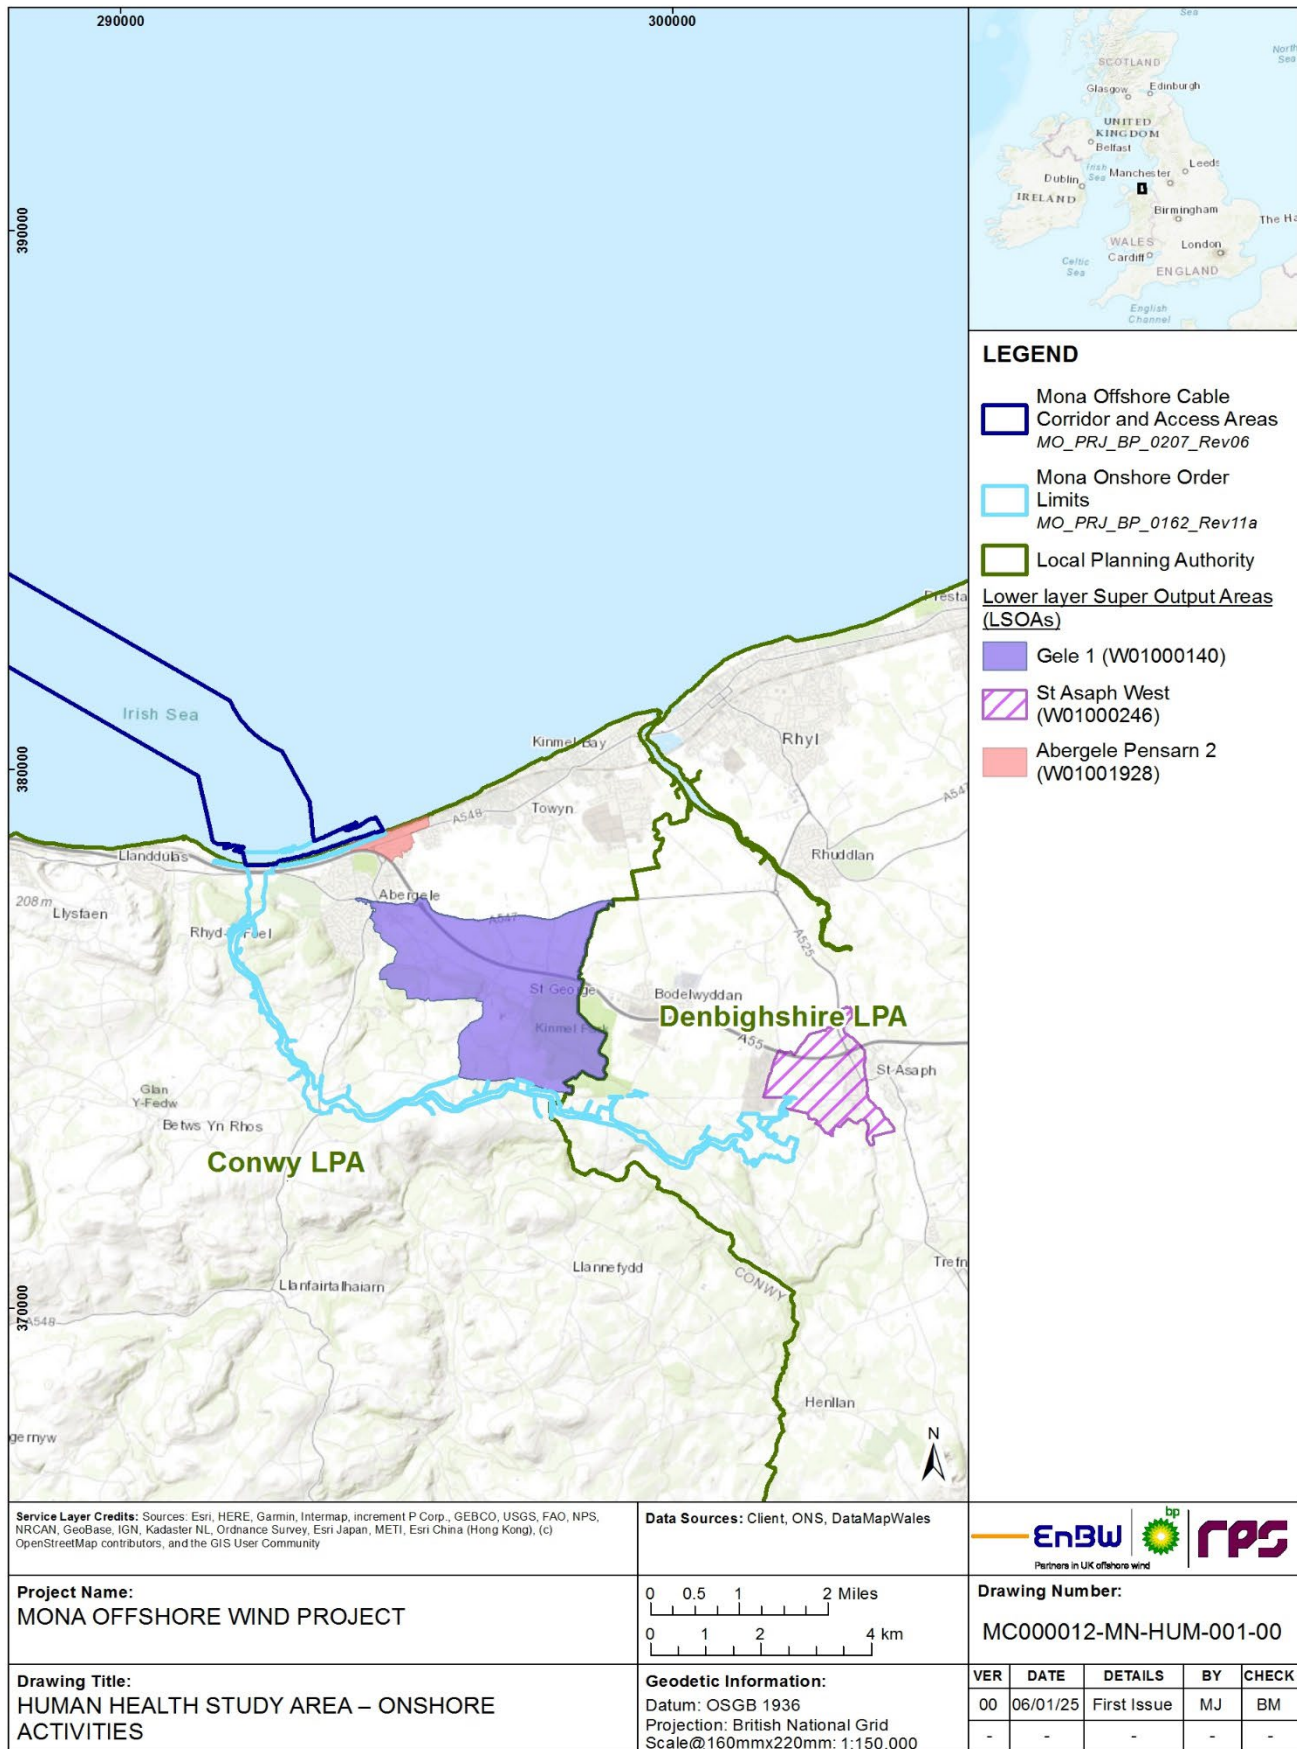 290000
300000
390000
380000
370000
Irish Sea
Presta
Rhyl
Kinmel Bay
Towyn
A548
A547
Rhuddlan
A525
Llanddulas
208 m
Llysfaen
Abergele
Rhyd-y-Foel
A547
St George
Kinmel Park
Bodelwyddan
Denbighshire LPA
A55
St-Asaph
Glan
Y-Fedw
Betws Yn Rhos
Conwy LPA
Llannefydd
CONWY
Trefn
Llanfairtalhaiarn
A548
Henllan
gernyw
N
Sea
North
Sea
SCOTLAND
Glasgow
Edinburgh
UNITED
KINGDOM
Belfast
Irish
Sea
Leeds
Manchester
Dublin
IRELAND
Birmingham
The Ha
WALES
London
Cardiff
Celtic
Sea
ENGLAND
English
Channel
LEGEND
Mona Offshore Cable
Corridor and Access Areas
MO_PRJ_BP_0207_Rev06
Mona Onshore Order
Limits
MO_PRJ_BP_0162_Rev11a
Local Planning Authority
Lower layer Super Output Areas
(LSOAs)
Gele 1 (W01000140)
St Asaph West
(W01000246)
Abergele Pensarn 2
(W01001928)
Service Layer Credits: Sources: Esri, HERE, Garmin, Intermap, increment P Corp., GEBCO, USGS, FAO, NPS,
NRCAN, GeoBase, IGN, Kadaster NL, Ordnance Survey, Esri Japan, METI, Esri China (Hong Kong), (c)
OpenStreetMap contributors, and the GIS User Community
Data Sources: Client, ONS, DataMapWales
EnBW
bp
rps
Partners in UK offshore wind
Project Name:
MONA OFFSHORE WIND PROJECT
0 0.5 1 2 Miles
0 1 2 4 km
Drawing Number:
MC000012-MN-HUM-001-00
Drawing Title:
HUMAN HEALTH STUDY AREA – ONSHORE
ACTIVITIES
Geodetic Information:
Datum: OSGB 1936
Projection: British National Grid
Scale@160mmx220mm: 1:150,000
VER DATE DETAILS BY CHECK
00 06/01/25 First Issue MJ BM
- - - - -